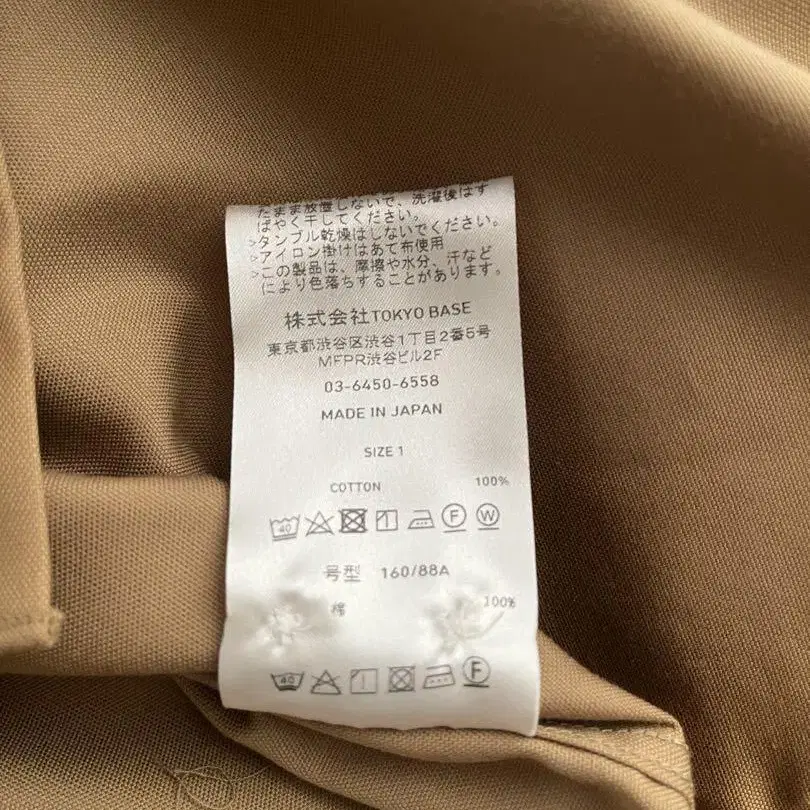 たまま放置しないで、洗濯後はす
ばやく干してください。
>タンブル乾燥はしないでください。
>アイロン掛けはあて布使用
>この製品は、摩擦や水分、汗など
により色落ちすることがあります。
株式会社TOKYO BASE
東京都渋谷区渋谷1丁目2番5号
MFPR渋谷ビル2F
03-6450-6558
MADE IN JAPAN
SIZE 1
COTTON 100%
40 F W
号型 160/88A
棉 100%
40 F